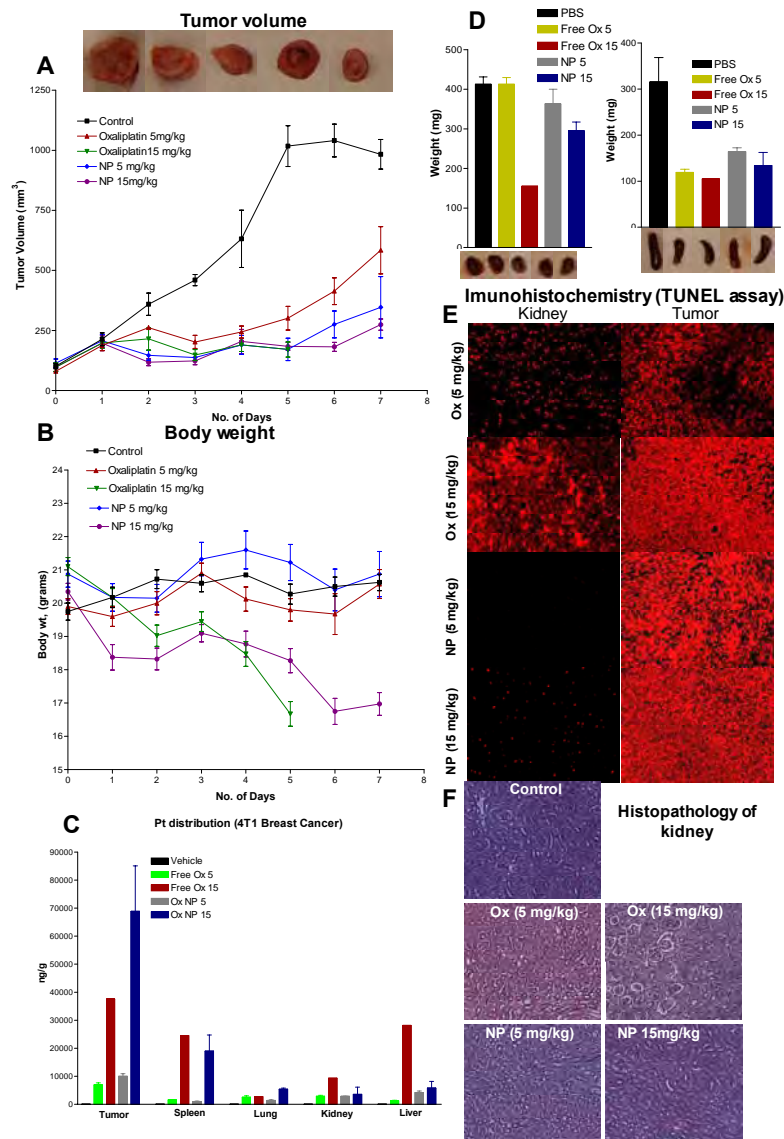 Tumor volume
A
1250
1000
750
500
250
0
Tumor Volume (mm³)
Control
Oxaliplatin 5mg/kg
Oxaliplatin15 mg/kg
NP 5 mg/kg
NP 15mg/kg
0 1 2 3 4 5 6 7 8
No. of Days
B
Body weight
Control
Oxaliplatin 5 mg/kg
Oxaliplatin 15 mg/kg
NP 5 mg/kg
NP 15 mg/kg
24
23
22
21
20
19
18
17
16
15
Body wt, (grams)
0 1 2 3 4 5 6 7 8
No. of Days
C
Pt distribution (4T1 Breast Cancer)
90000
80000
70000
60000
50000
40000
30000
20000
10000
0
ng/g
Vehicle
Free Ox 5
Free Ox 15
Ox NP 5
Ox NP 15
Tumor Spleen Lung Kidney Liver
D
PBS
Free Ox 5
Free Ox 15
NP 5
NP 15
500
400
300
200
100
0
Weight (mg)
PBS
Free Ox 5
Free Ox 15
NP 5
NP 15
400
300
200
100
0
Weight (mg)
Imunohistochemistry (TUNEL assay)
E
Kidney Tumor
Ox (5 mg/kg)
Ox (15 mg/kg)
NP (5 mg/kg)
NP (15 mg/kg)
F
Control
Histopathology of
kidney
Ox (5 mg/kg) Ox (15 mg/kg)
NP (5 mg/kg) NP 15mg/kg